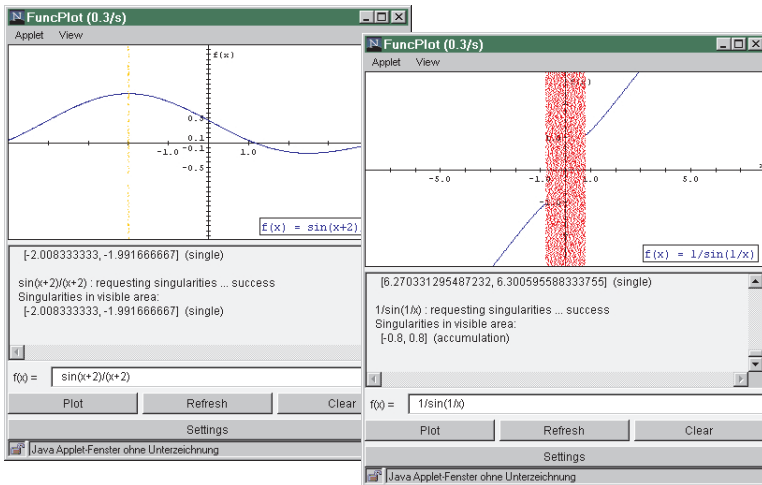 FuncPlot (0.3/s)
Applet View
f(x)
0.3
0.1
-0.1
-0.5
-1.0
1.0
f(x) = sin(x+2)
[-2.008333333, -1.991666667] (single)
sin(x+2)/(x+2) : requesting singularities ... success
Singularities in visible area:
[-2.008333333, -1.991666667] (single)
f(x) = sin(x+2)/(x+2)
Plot Refresh Clear
Settings
Java Applet-Fenster ohne Unterzeichnung
FuncPlot (0.3/s)
Applet View
-5.0
-1.0
1.0
5.0
f(x) = 1/sin(1/x)
[6.270331295487232, 6.300595588333755] (single)
1/sin(1/x) : requesting singularities ... success
Singularities in visible area:
[-0.8, 0.8] (accumulation)
f(x) = 1/sin(1/x)
Plot Refresh Clear
Settings
Java Applet-Fenster ohne Unterzeichnung